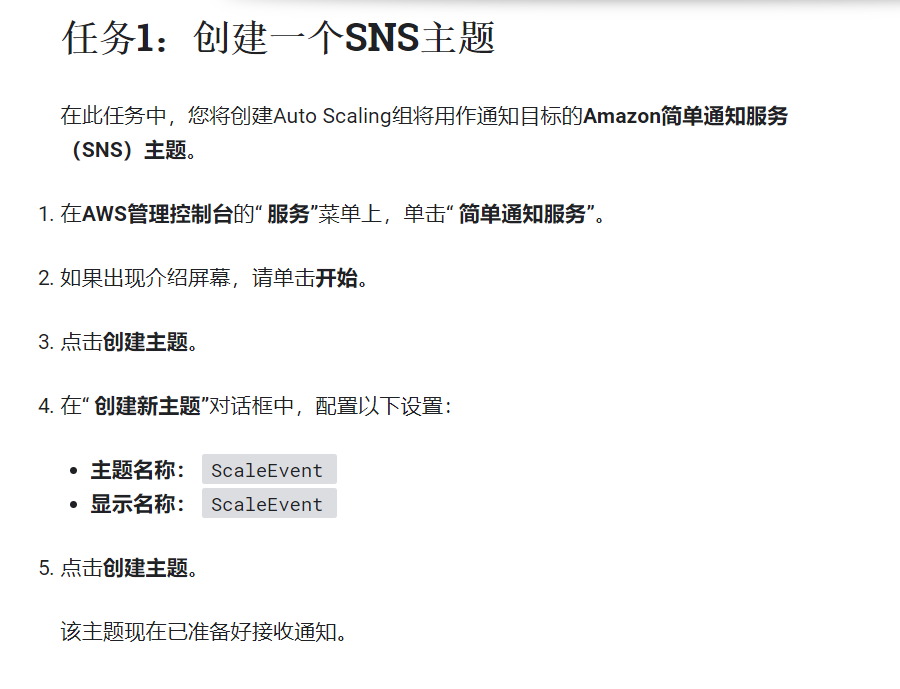 任务1：创建一个SNS主题
在此任务中，您将创建Auto Scaling组将用作通知目标的Amazon简单通知服务
（SNS）主题。
1. 在AWS管理控制台的“ 服务”菜单上，单击“ 简单通知服务”。
2. 如果出现介绍屏幕，请单击开始。
3. 点击创建主题。
4. 在“ 创建新主题”对话框中，配置以下设置：
• 主题名称： ScaleEvent
• 显示名称： ScaleEvent
5. 点击创建主题。
该主题现在已准备好接收通知。